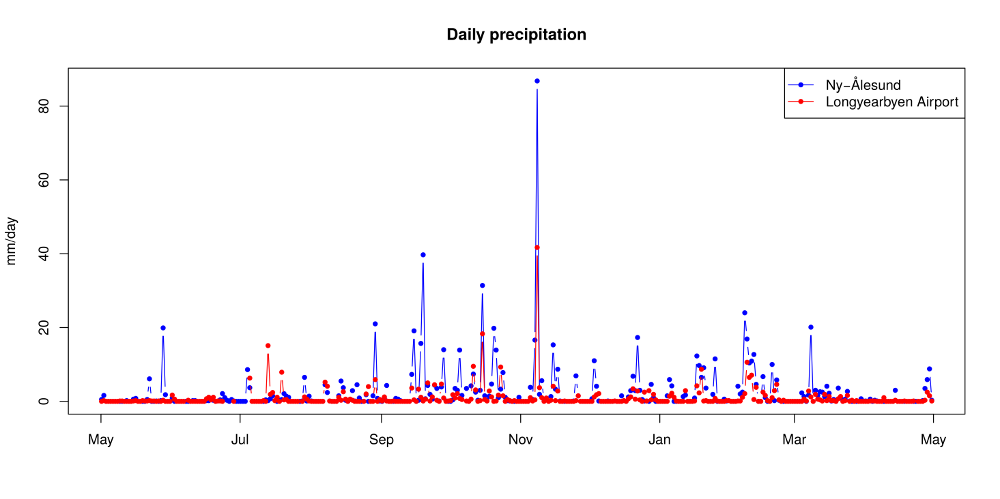 Daily precipitation
Ny−Ålesund
Longyearbyen Airport
mm/day
80
60
40
20
0
May Jul Sep Nov Jan Mar May